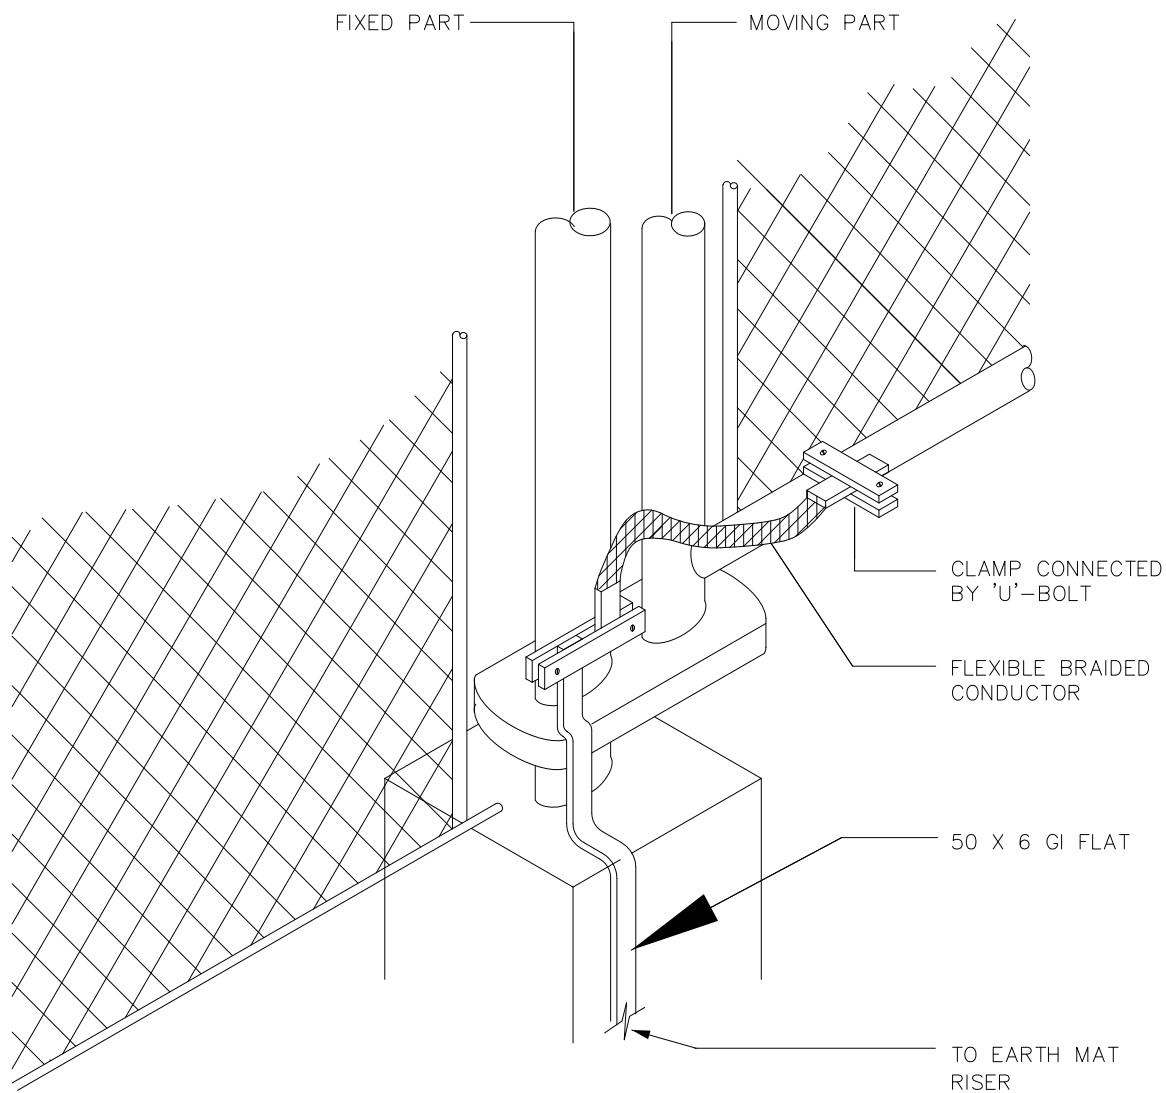 FIXED PART
MOVING PART
CLAMP CONNECTED
BY 'U'-BOLT
FLEXIBLE BRAIDED
CONDUCTOR
50 X 6 GI FLAT
TO EARTH MAT
RISER